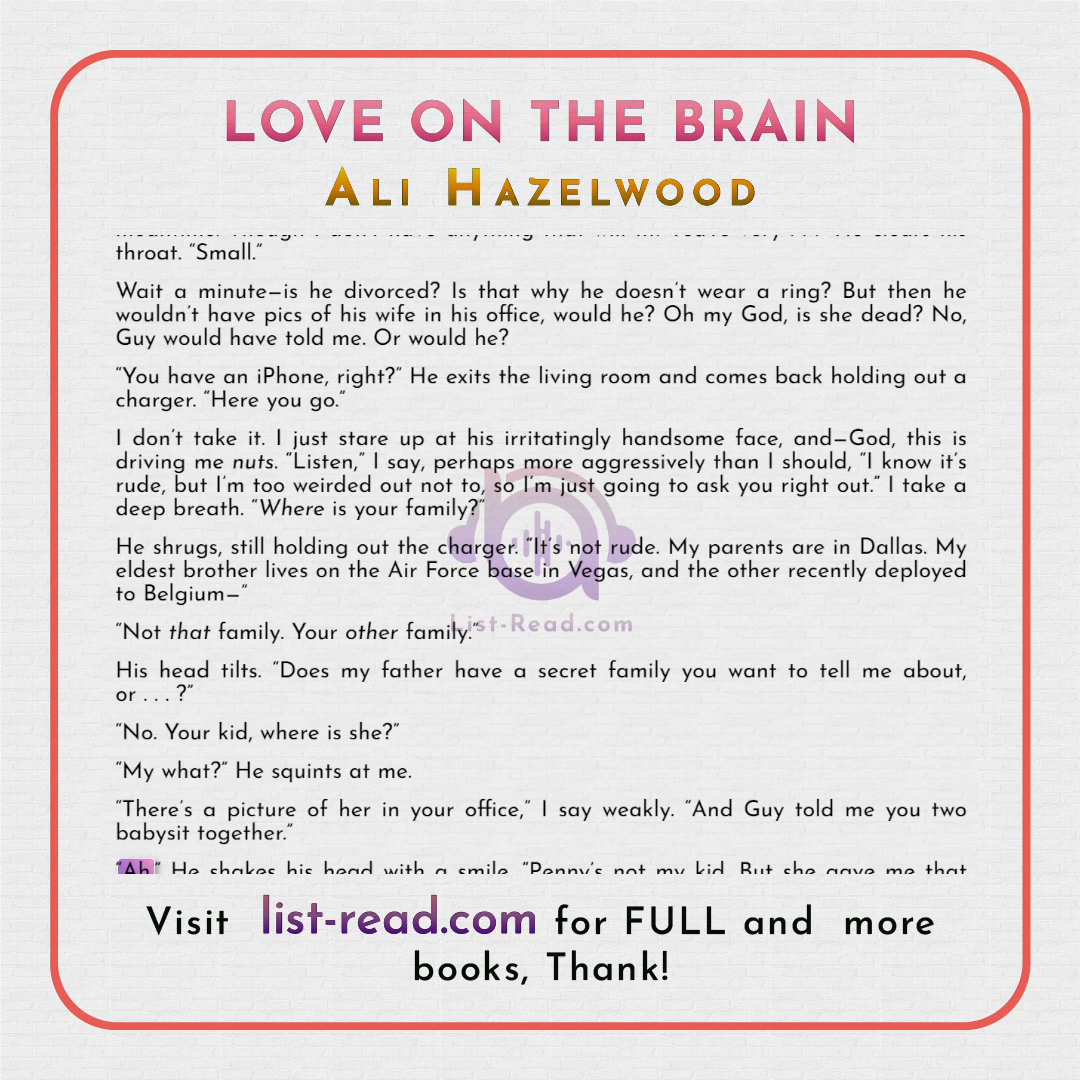 LOVE ON THE BRAIN
ALI HAZELWOOD
throat. “Small.”
Wait a minute—is he divorced? Is that why he doesn’t wear a ring? But then he
wouldn’t have pics of his wife in his office, would he? Oh my God, is she dead? No,
Guy would have told me. Or would he?
“You have an iPhone, right?” He exits the living room and comes back holding out a
charger. “Here you go.”
I don’t take it. I just stare up at his irritatingly handsome face, and—God, this is
driving me nuts. “Listen,” I say, perhaps more aggressively than I should, “I know it’s
rude, but I’m too weirded out not to, so I’m just going to ask you right out.” I take a
deep breath. “Where is your family?”
He shrugs, still holding out the charger. “It’s not rude. My parents are in Dallas. My
eldest brother lives on the Air Force base in Vegas, and the other recently deployed
to Belgium—”
List-Read.com
“Not that family. Your other family.”
His head tilts. “Does my father have a secret family you want to tell me about,
or . . . ?”
“No. Your kid, where is she?”
“My what?” He squints at me.
“There’s a picture of her in your office,” I say weakly. “And Guy told me you two
babysit together.”
“Ah.” He shakes his head with a smile. “Penny’s not my kid. But she gave me that
Visit list-read.com for FULL and more
books, Thank!